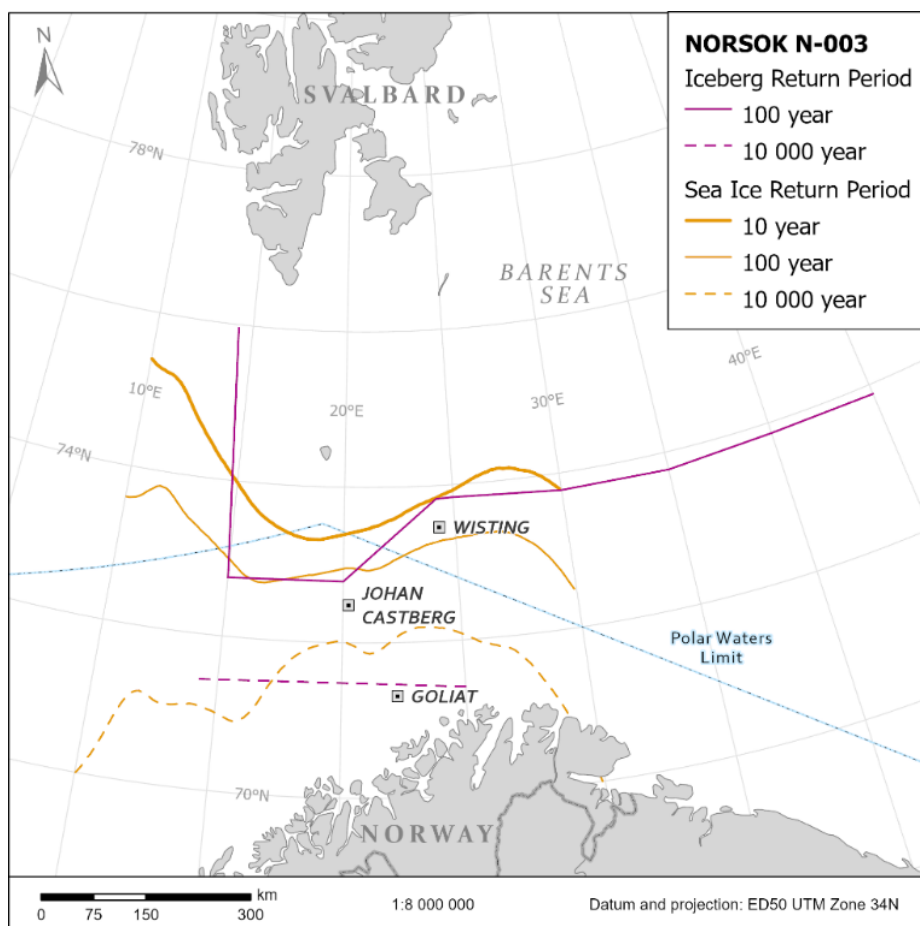 N
NORSOK N-003
Iceberg Return Period
100 year
10 000 year
Sea Ice Return Period
10 year
100 year
10 000 year
SVALBARD
78°N
BARENTS
SEA
40°E
10°E
20°E
30°E
74°N
WISTING
JOHAN
CASTBERG
Polar Waters
Limit
GOLIAT
70°N
NORWAY
km
0 75 150 300
1:8 000 000
Datum and projection: ED50 UTM Zone 34N